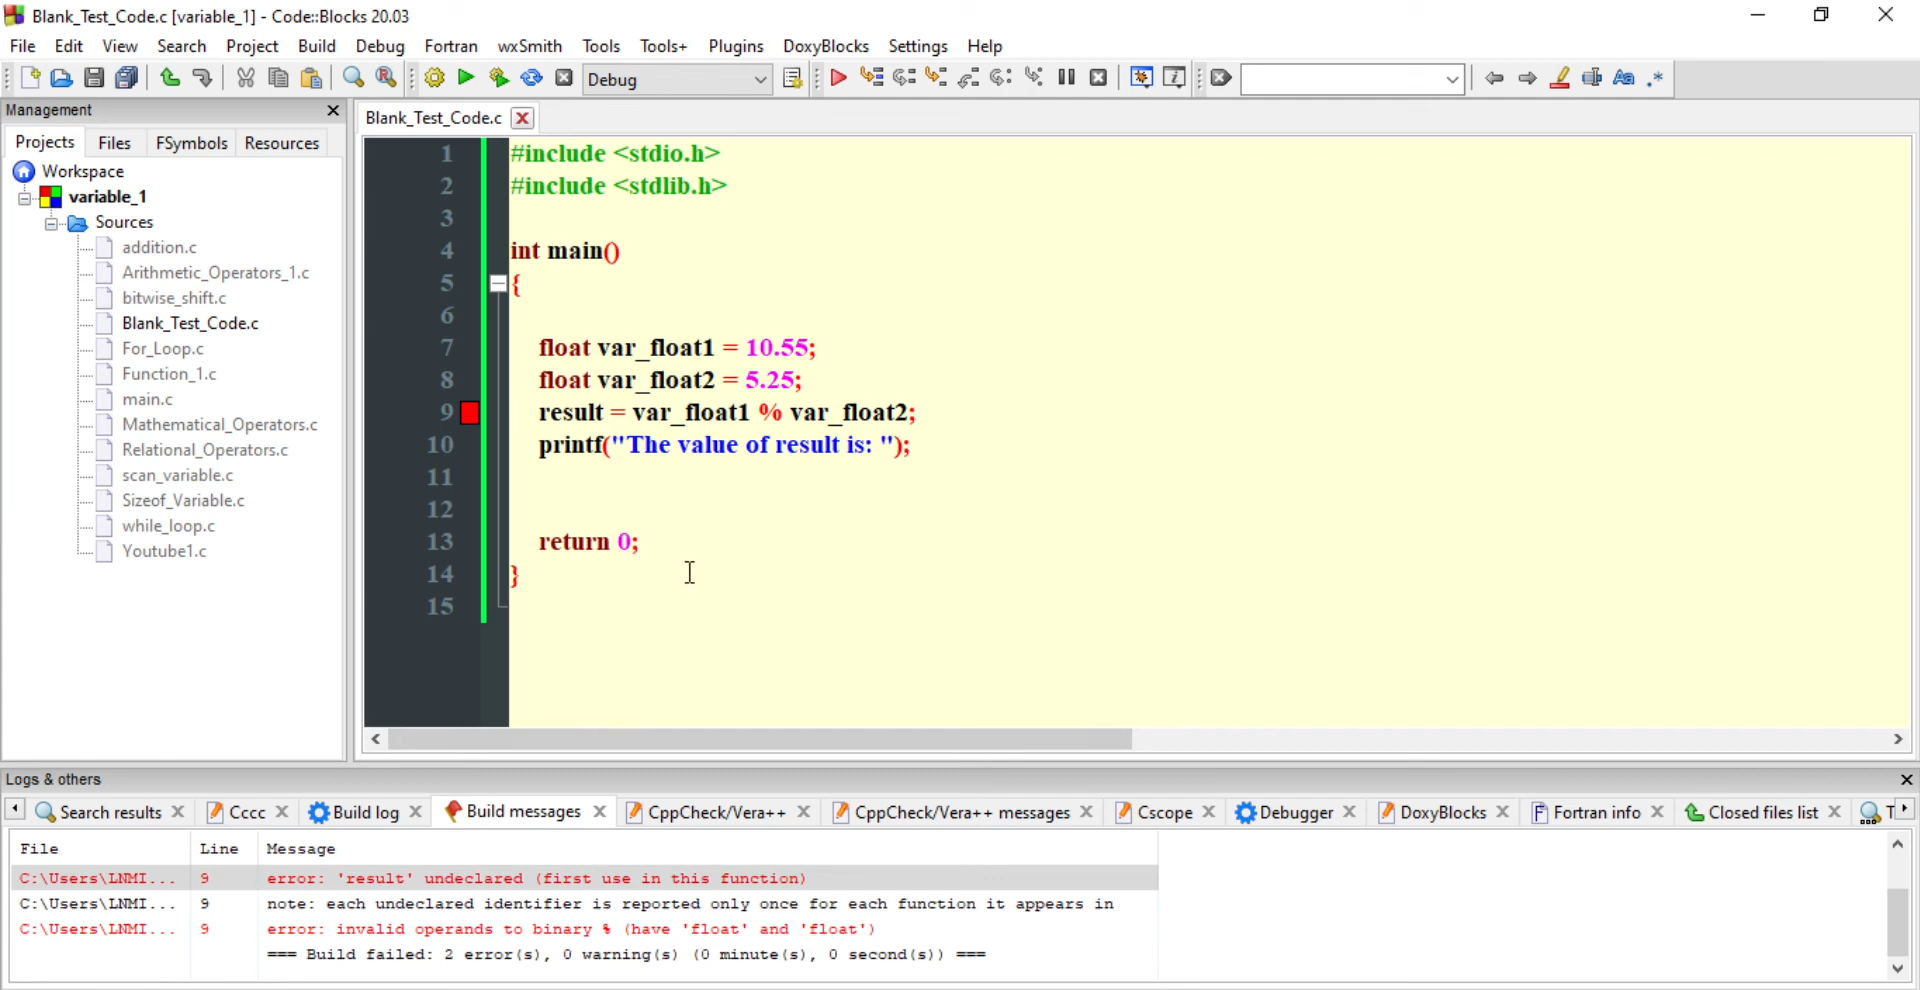 Blank_Test_Code.c [variable_1] - Code::Blocks 20.03
File Edit View Search Project Build Debug Fortran wxSmith Tools Tools+ Plugins DoxyBlocks Settings Help
Debug
Management
Projects Files FSymbols Resources
Workspace
variable_1
Sources
addition.c
Arithmetic_Operators_1.c
bitwise_shift.c
Blank_Test_Code.c
For_Loop.c
Function_1.c
main.c
Mathematical_Operators.c
Relational_Operators.c
scan_variable.c
Sizeof_Variable.c
while_loop.c
Youtube1.c
Blank_Test_Code.c
1 #include <stdio.h>
2 #include <stdlib.h>
3
4 int main()
5 {
6
7 float var_float1 = 10.55;
8 float var_float2 = 5.25;
9 result = var_float1 % var_float2;
10 printf("The value of result is: ");
11
12
13 return 0;
14 }
15
Logs & others
Search results Cccc Build log Build messages CppCheck/Vera++ CppCheck/Vera++ messages Cscope Debugger DoxyBlocks Fortran info Closed files list T
File Line Message
C:\Users\LNMI... 9 error: 'result' undeclared (first use in this function)
C:\Users\LNMI... 9 note: each undeclared identifier is reported only once for each function it appears in
C:\Users\LNMI... 9 error: invalid operands to binary % (have 'float' and 'float')
=== Build failed: 2 error(s), 0 warning(s) (0 minute(s), 0 second(s)) ===